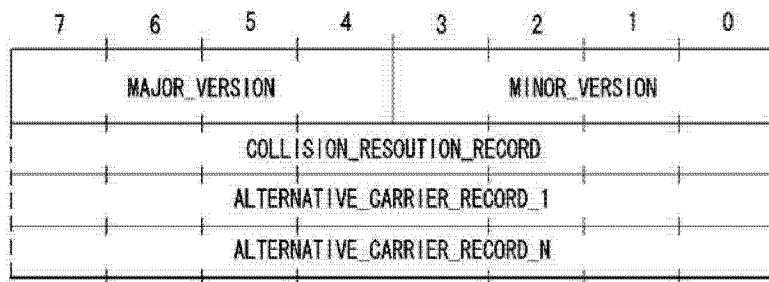 7 6 5 4 3 2 1 0
MAJOR_VERSION MINOR_VERSION
COLLISION_RESOUTION_RECORD
ALTERNATIVE_CARRIER_RECORD_1
ALTERNATIVE_CARRIER_RECORD_N